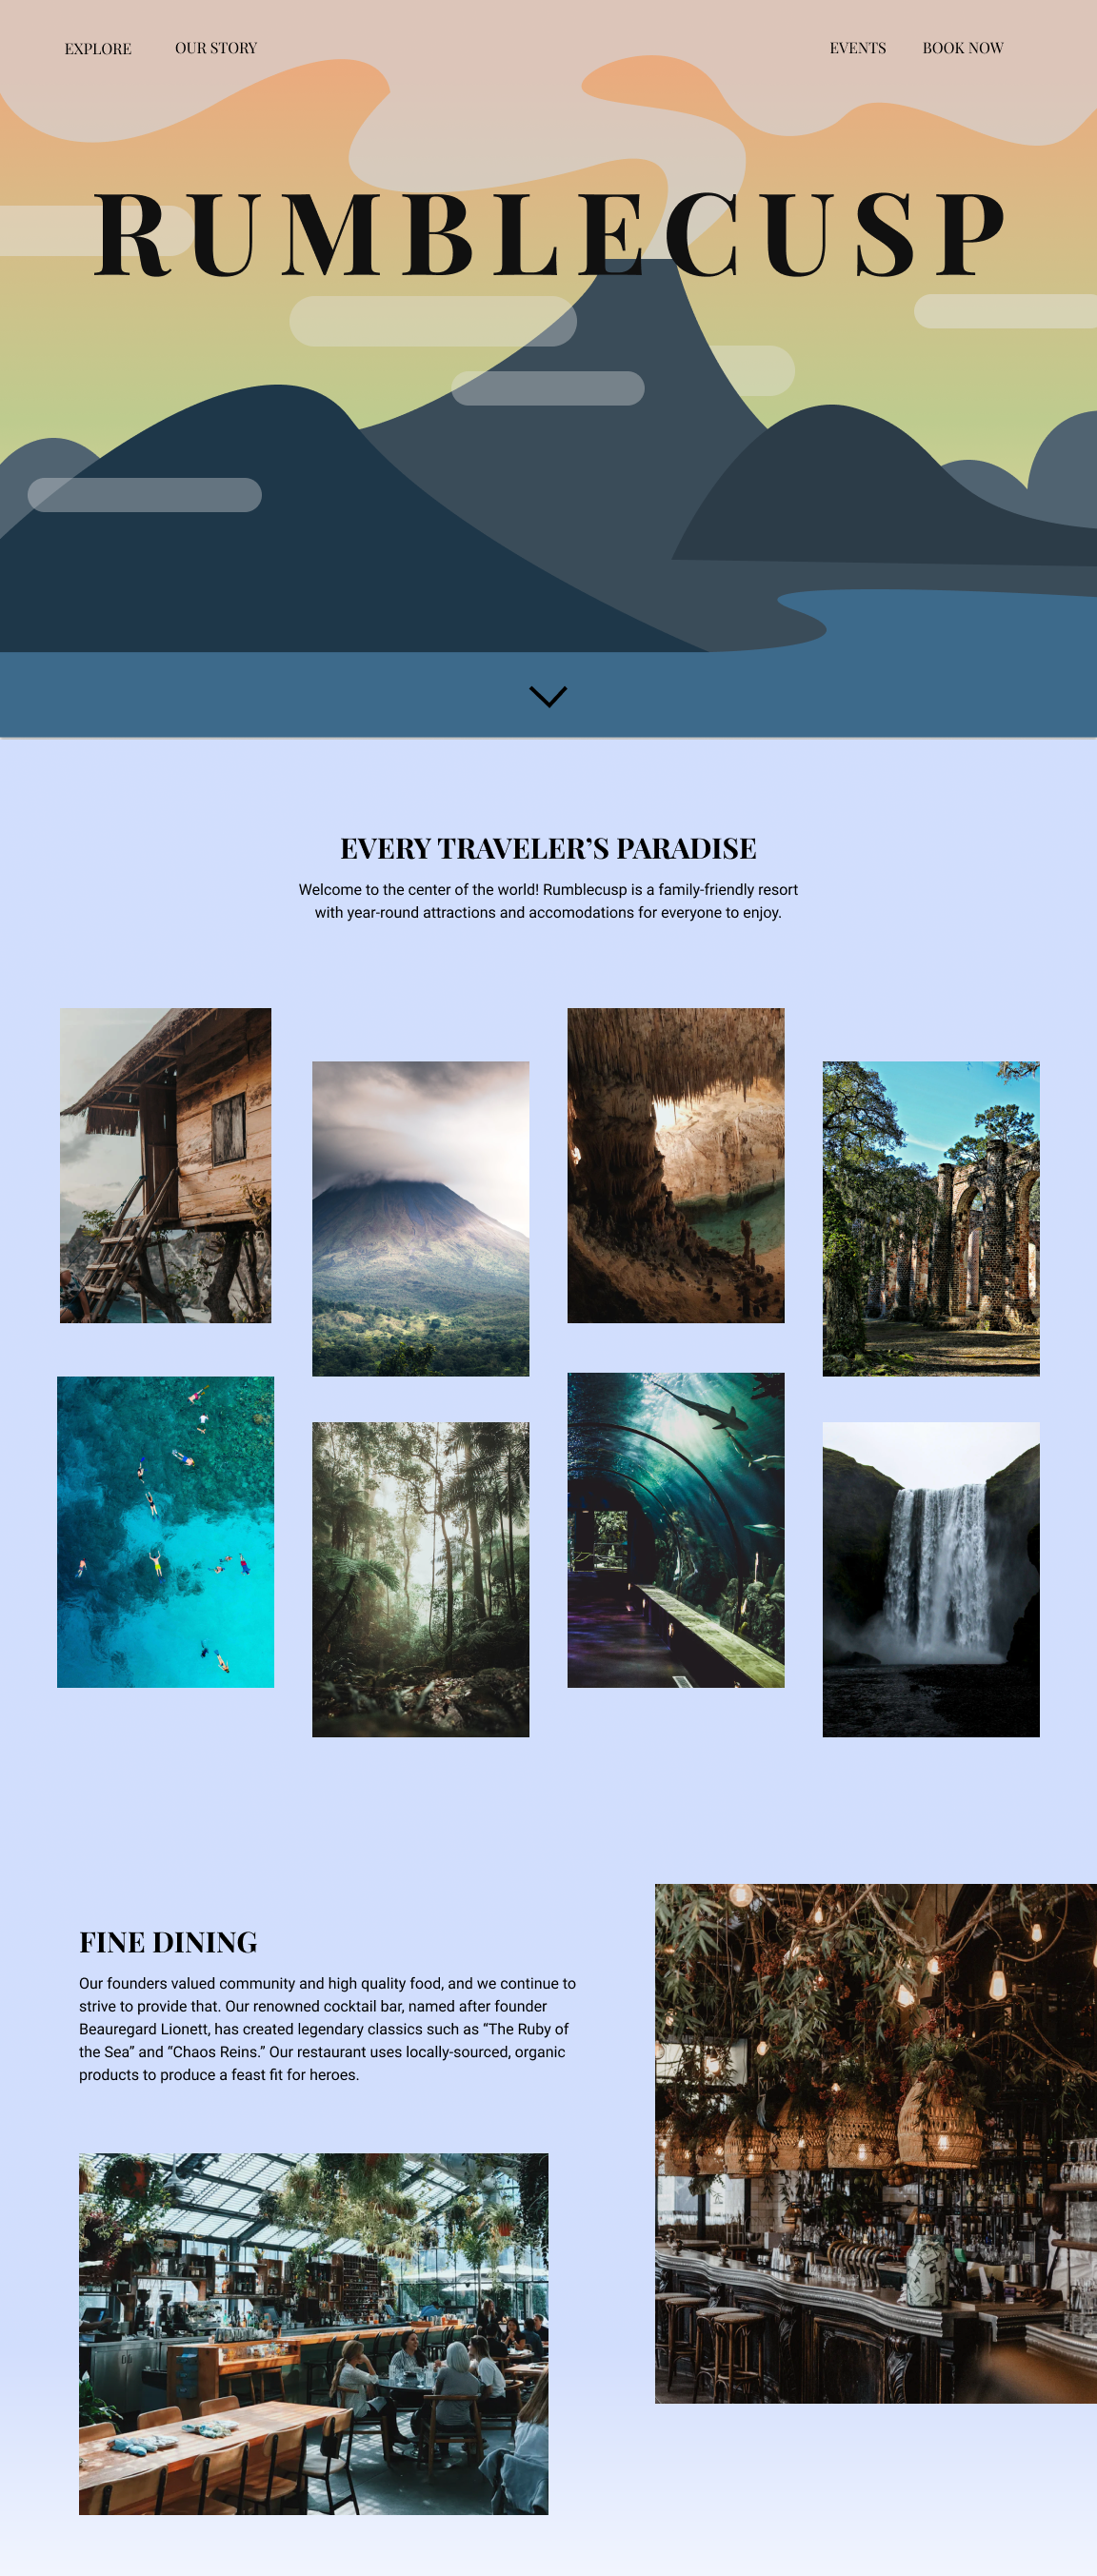 EXPLORE
OUR STORY
EVENTS
BOOK NOW
RUMBLECUSP
EVERY TRAVELER’S PARADISE
Welcome to the center of the world! Rumblecusp is a family-friendly resort
with year-round attractions and accomodations for everyone to enjoy.
FINE DINING
Our founders valued community and high quality food, and we continue to
strive to provide that. Our renowned cocktail bar, named after founder
Beauregard Lionett, has created legendary classics such as “The Ruby of
the Sea” and “Chaos Reins.” Our restaurant uses locally-sourced, organic
products to produce a feast fit for heroes.